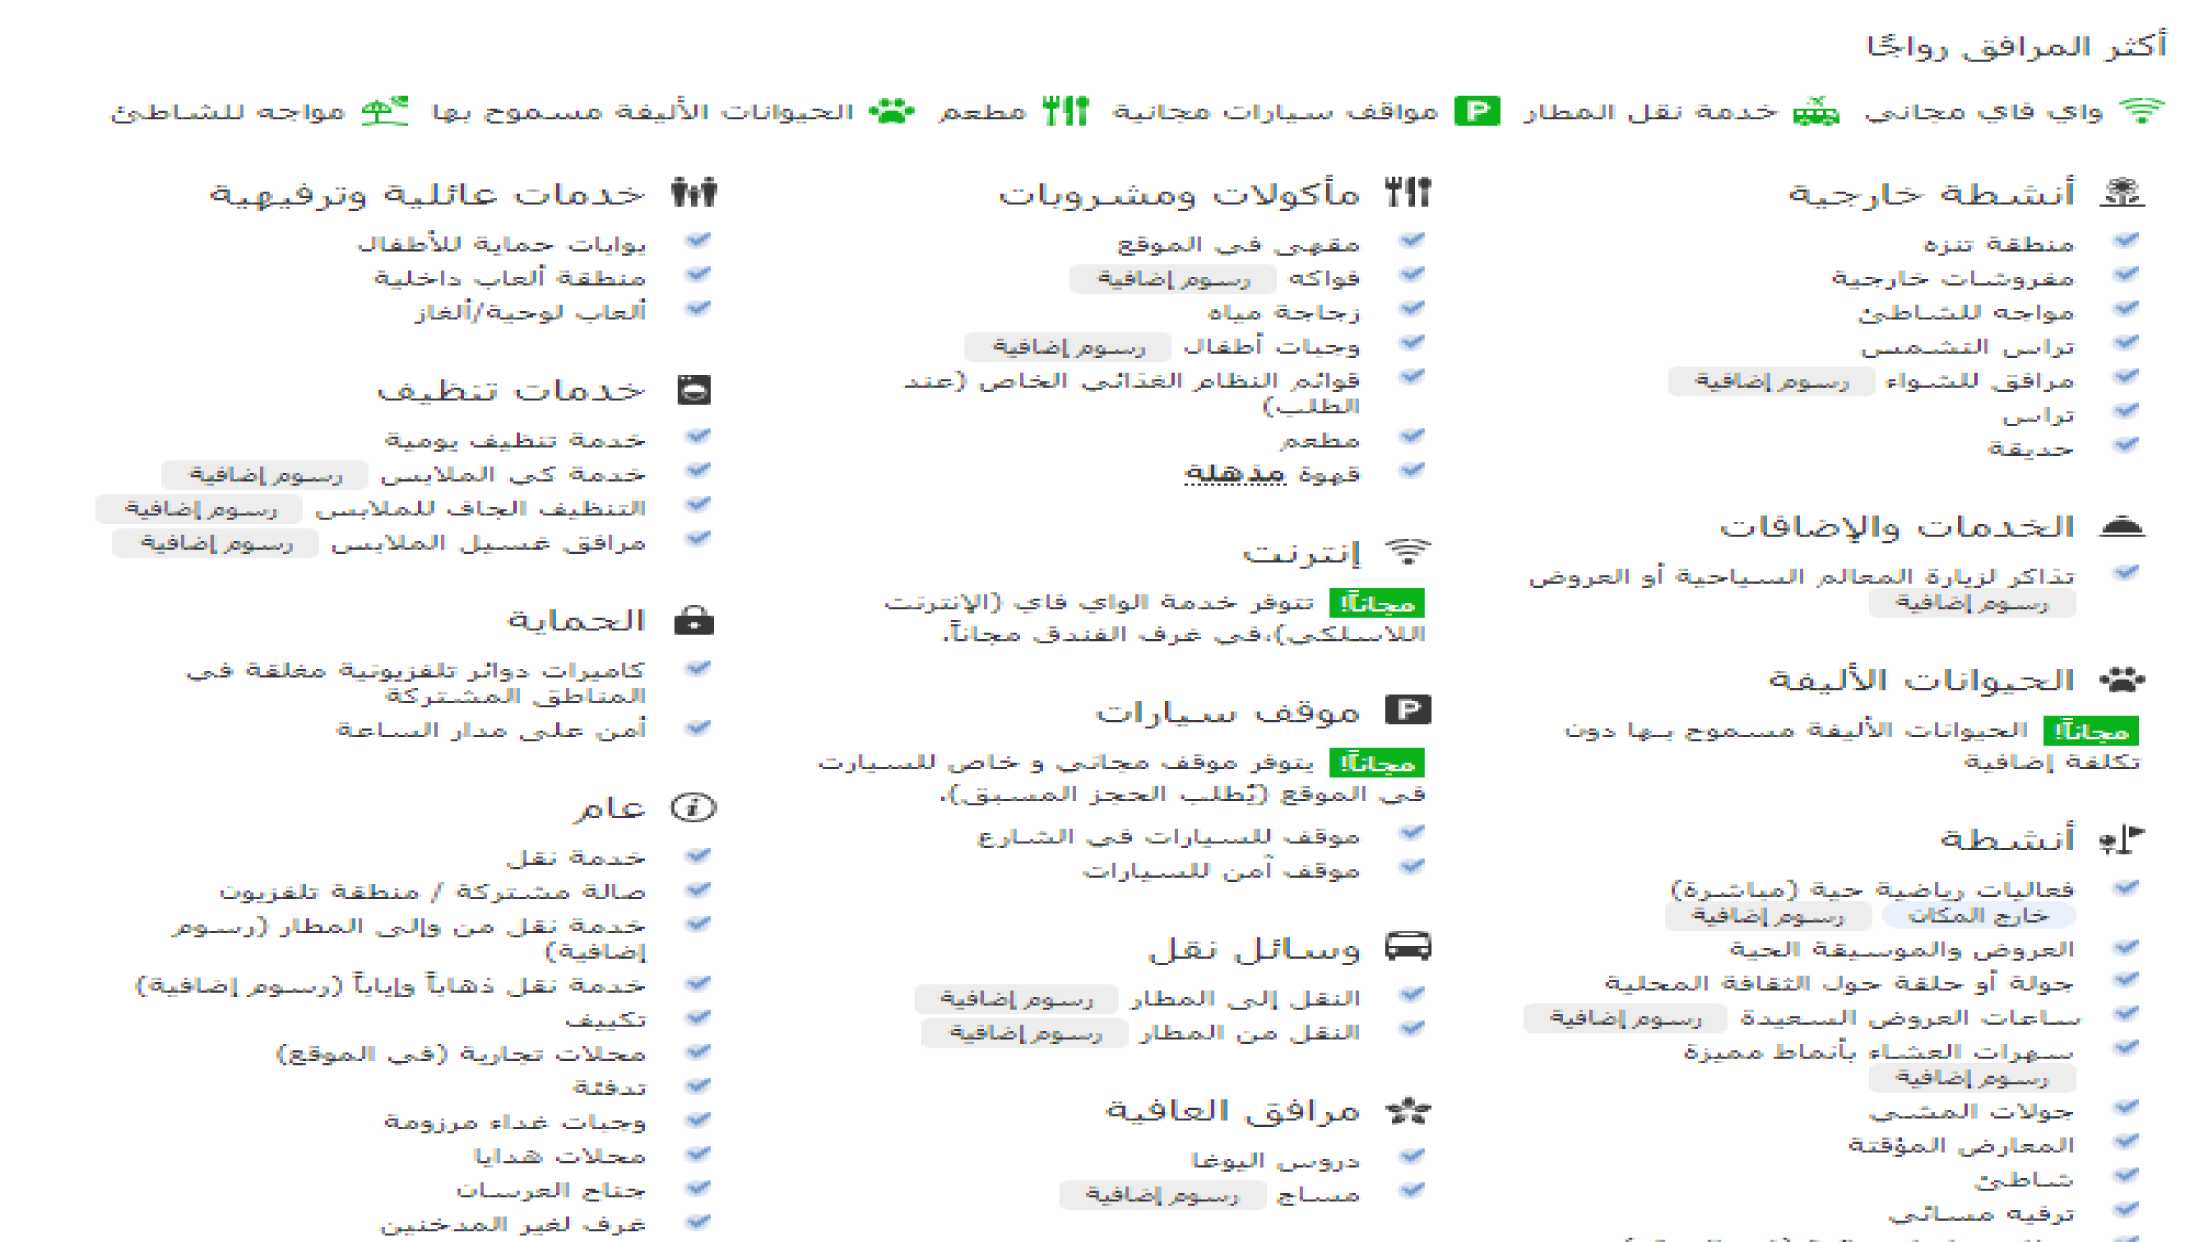 أكثر المرافق رواجًا
واي فاي مجاني خدمة نقل المطار مواقف سيارات مجانية مطعم الحيوانات الأليفة مسموح بها مواجه للشاطئ
أنشطة خارجية
منطقة تنزه
مفروشات خارجية
مواجه للشاطئ
تراس التشمس
مرافق للشواء رسوم إضافية
تراس
حديقة
الخدمات والإضافات
تذاكر لزيارة المعالم السياحية أو العروض
رسوم إضافية
الحيوانات الأليفة
مجاناً! الحيوانات الأليفة مسموح بها دون
تكلفة إضافية
أنشطة
فعاليات رياضية حية (مباشرة)
خارج المكان رسوم إضافية
العروض والموسيقة الحية
جولة أو حلقة حول الثقافة المحلية
ساعات العروض السعيدة رسوم إضافية
سهرات العشاء بأنماط مميزة
رسوم إضافية
جولات المشي
المعارض المؤقتة
شاطئ
ترفيه مسائي
مأكولات ومشروبات
مقهى في الموقع
فواكه رسوم إضافية
زجاجة مياه
وجبات أطفال رسوم إضافية
قوائم النظام الغذائي الخاص (عند
الطلب)
مطعم
قهوة مذهلة
إنترنت
مجاناً! تتوفر خدمة الواي فاي (الإنترنت
اللاسلكي)،في غرف الفندق مجاناً.
موقف سيارات
مجاناً! يتوفر موقف مجاني و خاص للسيارت
في الموقع (يُطلب الحجز المسبق).
موقف للسيارات في الشارع
موقف آمن للسيارات
وسائل نقل
النقل إلى المطار رسوم إضافية
النقل من المطار رسوم إضافية
مرافق العافية
دروس اليوغا
مساج رسوم إضافية
خدمات عائلية وترفيهية
بوابات حماية للأطفال
منطقة ألعاب داخلية
ألعاب لوحية/ألغاز
خدمات تنظيف
خدمة تنظيف يومية
خدمة كي الملابس رسوم إضافية
التنظيف الجاف للملابس رسوم إضافية
مرافق غسيل الملابس رسوم إضافية
الحماية
كاميرات دوائر تلفزيونية مغلقة في
المناطق المشتركة
أمن على مدار الساعة
عام
خدمة نقل
صالة مشتركة / منطقة تلفزيون
خدمة نقل من وإلى المطار (رسوم
إضافية)
خدمة نقل ذهاباً وإياباً (رسوم إضافية)
تكييف
محلات تجارية (في الموقع)
تدفئة
وجبات غداء مرزومة
محلات هدايا
جناح العرسان
غرف لغير المدخنين